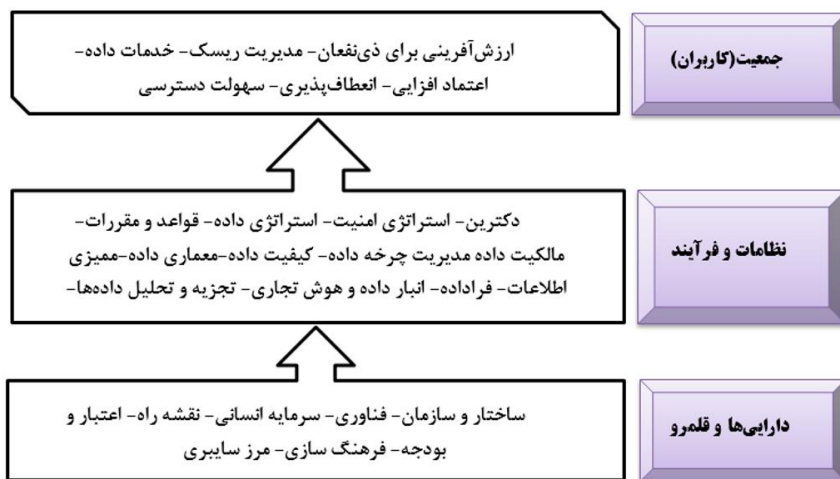 جمعیت(کاربران)
ارزش‌آفرینی برای ذی‌نفعان- مدیریت ریسک- خدمات داده-
اعتماد افزایی- انعطاف‌پذیری- سهولت دسترسی
نظامات و فرآیند
دکترین- استراتژی امنیت- استراتژی داده- قواعد و مقررات-
مالکیت داده مدیریت چرخه داده- کیفیت داده-معماری داده-ممیزی
اطلاعات- فراداده- انبار داده و هوش تجاری- تجزیه و تحلیل داده‌ها-
دارایی‌ها و قلمرو
ساختار و سازمان- فناوری- سرمایه انسانی- نقشه راه- اعتبار و
بودجه- فرهنگ سازی- مرز سایبری